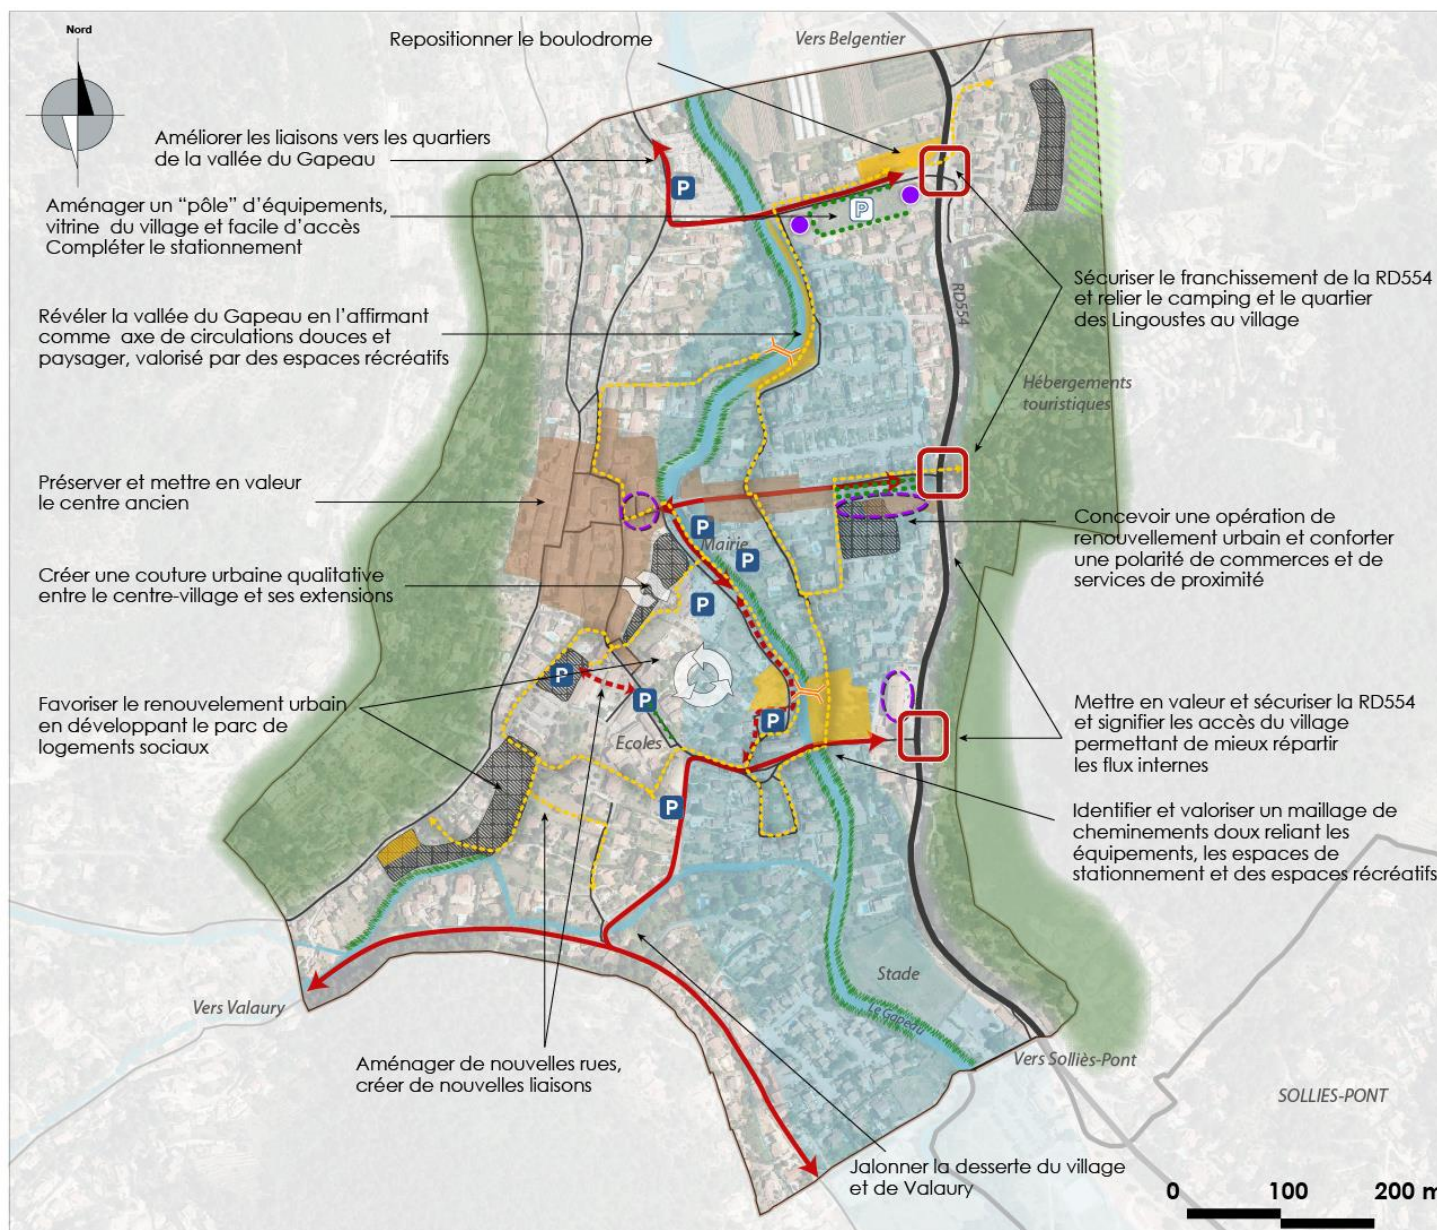 Nord
Repositionner le boulodrome
Vers Belgentier
Améliorer les liaisons vers les quartiers
de la vallée du Gapeau
P
P
Aménager un “pôle” d’équipements,
vitrine du village et facile d’accès
Compléter le stationnement
Sécuriser le franchissement de la RD554
et relier le camping et le quartier
des Lingoustes au village
RD554
Révéler la vallée du Gapeau en l’affirmant
comme axe de circulations douces et
paysager, valorisé par des espaces récréatifs
Hébergements
touristiques
Préserver et mettre en valeur
le centre ancien
P
Mairie
P
Concevoir une opération de
renouvellement urbain et conforter
une polarité de commerces et de
services de proximité
Créer une couture urbaine qualitative
entre le centre-village et ses extensions
P
P
P
Favoriser le renouvelement urbain
en développant le parc de
logements sociaux
P
Ecoles
Mettre en valeur et sécuriser la RD554
et signifier les accès du village
permettant de mieux répartir
les flux internes
P
Identifier et valoriser un maillage de
cheminements doux reliant les
équipements, les espaces de
stationnement et des espaces récréatifs
Stade
Vers Valaury
Le Gapeau
Aménager de nouvelles rues,
créer de nouvelles liaisons
Vers Solliès-Pont
SOLLIES-PONT
Jalonner la desserte du village
et de Valaury
0 100 200 m